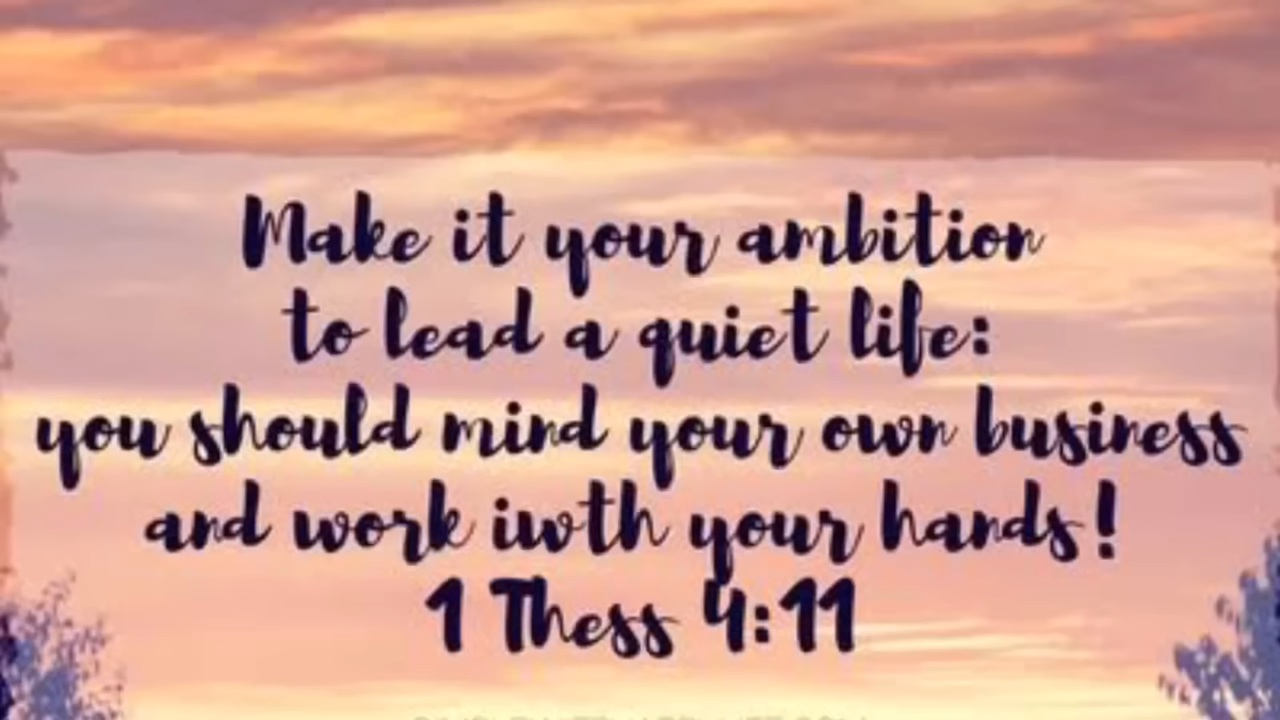 Make it your ambition
to lead a quiet life:
you should mind your own business
and work iwth your hands!
1 Thess 4:11